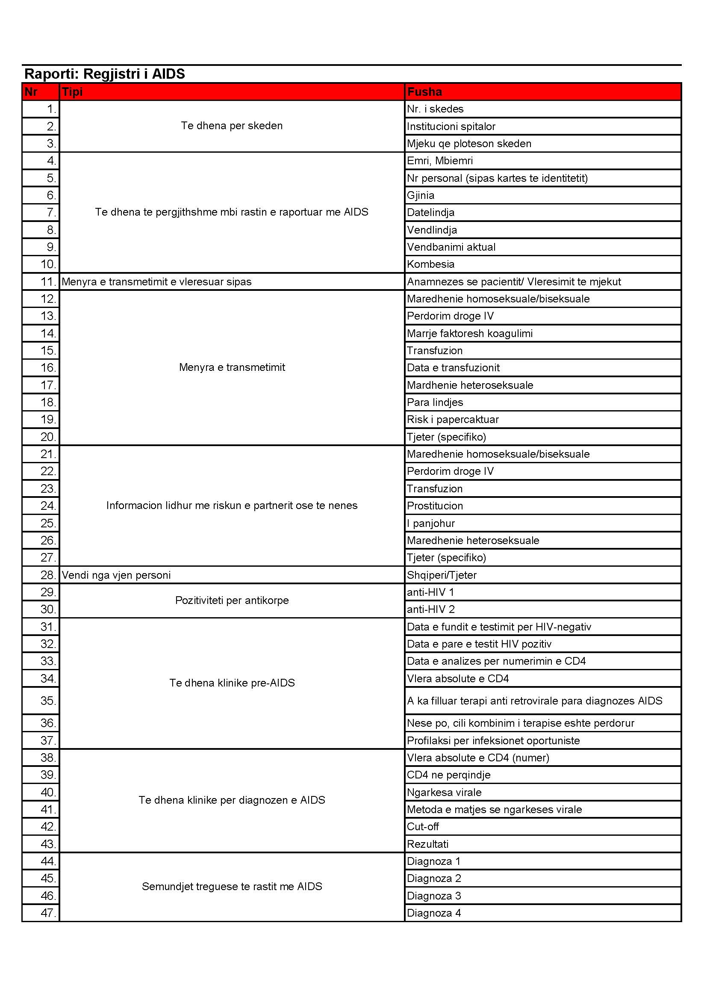 Raporti: Regjistri i AIDS
Nr Tipi Fusha
1. Te dhena per skeden Nr. i skedes
2. Institucioni spitalor
3. Mjeku qe ploteson skeden
4. Te dhena te pergjithshme mbi rastin e raportuar me AIDS Emri, Mbiemri
5. Nr personal (sipas kartes te identitetit)
6. Gjinia
7. Datelindja
8. Vendlindja
9. Vendbanimi aktual
10. Kombesia
11. Menyra e transmetimit e vleresuar sipas Anamnezes se pacientit/ Vleresimit te mjekut
12. Menyra e transmetimit Maredhenie homoseksuale/biseksuale
13. Perdorim droge IV
14. Marrje faktoresh koagulimi
15. Transfuzion
16. Data e transfuzionit
17. Mardhenie heteroseksuale
18. Para lindjes
19. Risk i papercaktuar
20. Tjeter (specifiko)
21. Informacion lidhur me riskun e partnerit ose te nenes Maredhenie homoseksuale/biseksuale
22. Perdorim droge IV
23. Transfuzion
24. Prostitucion
25. I panjohur
26. Maredhenie heteroseksuale
27. Tjeter (specifiko)
28. Vendi nga vjen personi Shqiperi/Tjeter
29. Pozitiviteti per antikorpe anti-HIV 1
30. anti-HIV 2
31. Te dhena klinike pre-AIDS Data e fundit e testimit per HIV-negativ
32. Data e pare e testit HIV pozitiv
33. Data e analizes per numerimin e CD4
34. Vlera absolute e CD4
35. A ka filluar terapi anti retrovirale para diagnozes AIDS
36. Nese po, cili kombinim i terapise eshte perdorur
37. Profilaksi per infeksionet oportuniste
38. Te dhena klinike per diagnozen e AIDS Vlera absolute e CD4 (numer)
39. CD4 ne perqindje
40. Ngarkesa virale
41. Metoda e matjes se ngarkeses virale
42. Cut-off
43. Rezultati
44. Semundjet treguese te rastit me AIDS Diagnoza 1
45. Diagnoza 2
46. Diagnoza 3
47. Diagnoza 4